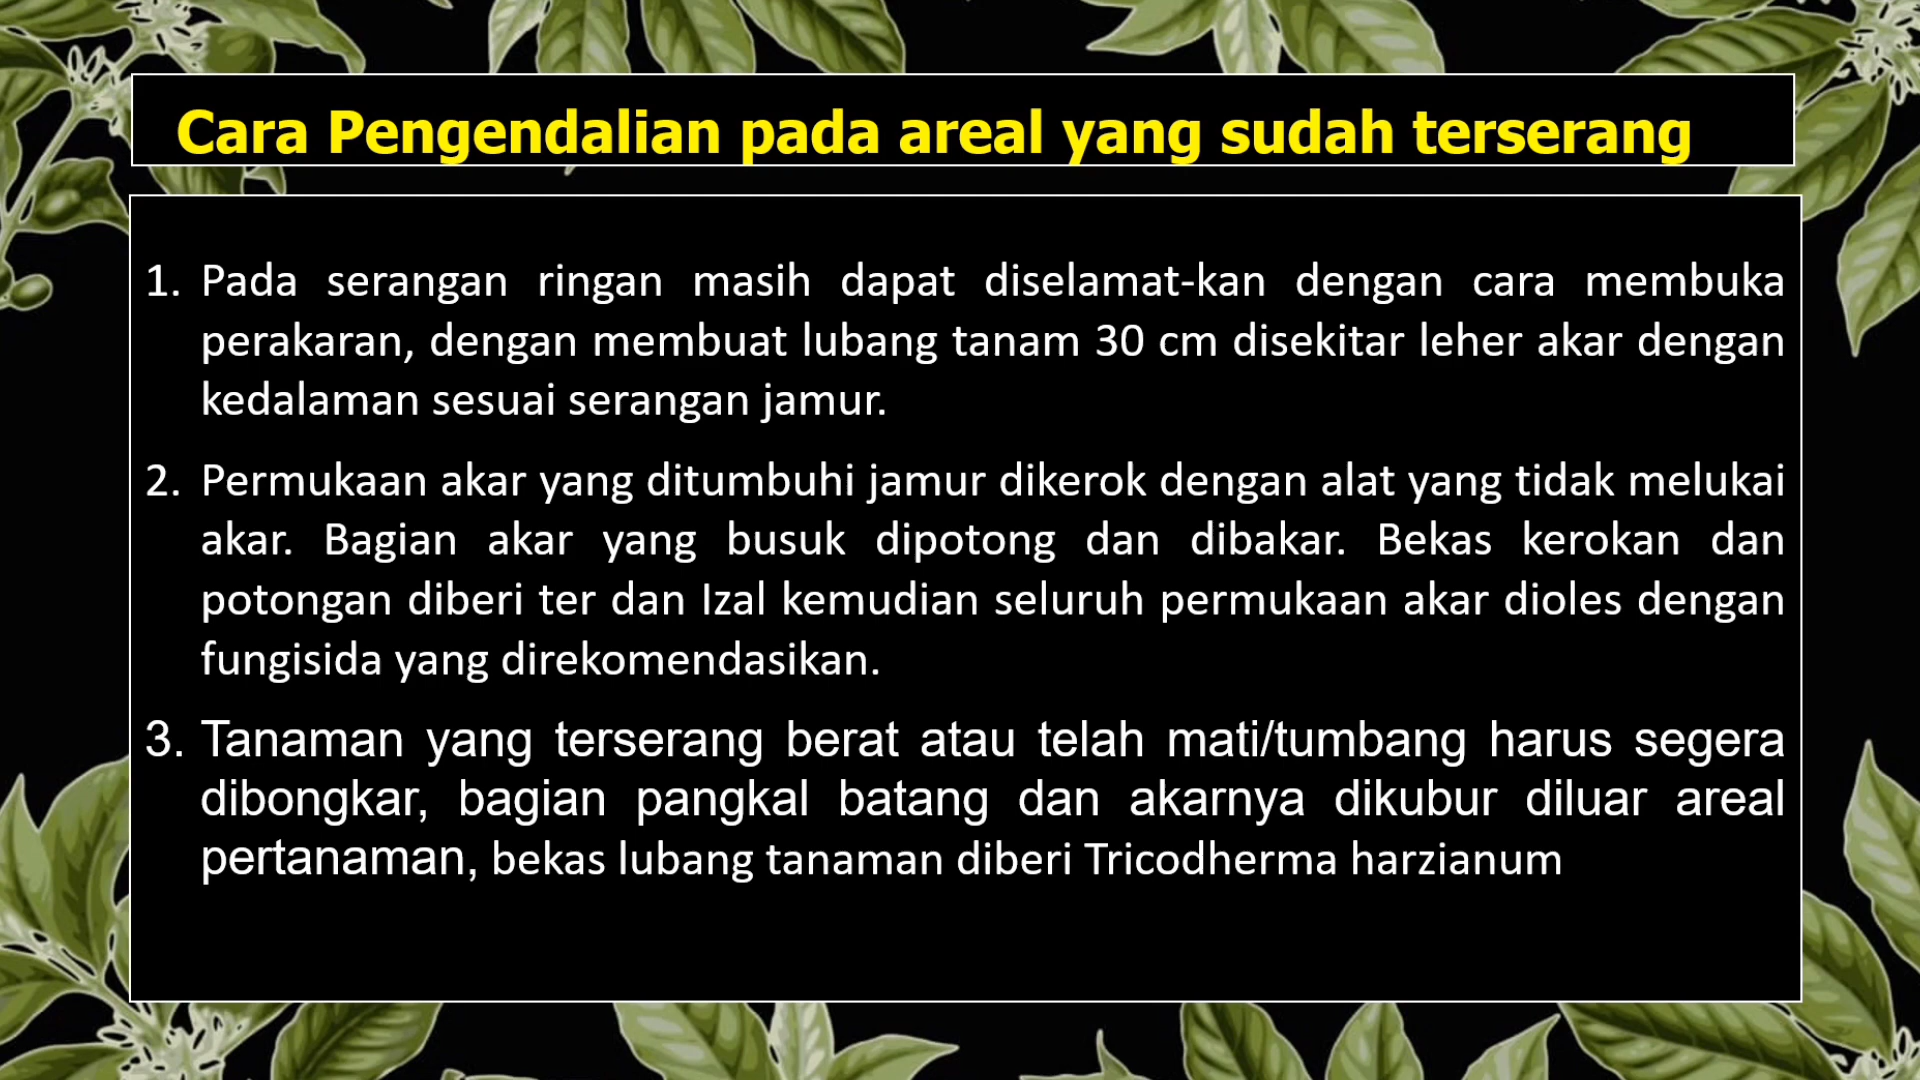 Cara Pengendalian pada areal yang sudah terserang
1. Pada serangan ringan masih dapat diselamat-kan dengan cara membuka
perakaran, dengan membuat lubang tanam 30 cm disekitar leher akar dengan
kedalaman sesuai serangan jamur.
2. Permukaan akar yang ditumbuhi jamur dikerok dengan alat yang tidak melukai
akar. Bagian akar yang busuk dipotong dan dibakar. Bekas kerokan dan
potongan diberi ter dan Izal kemudian seluruh permukaan akar dioles dengan
fungisida yang direkomendasikan.
3. Tanaman yang terserang berat atau telah mati/tumbang harus segera
dibongkar, bagian pangkal batang dan akarnya dikubur diluar areal
pertanaman, bekas lubang tanaman diberi Tricodherma harzianum